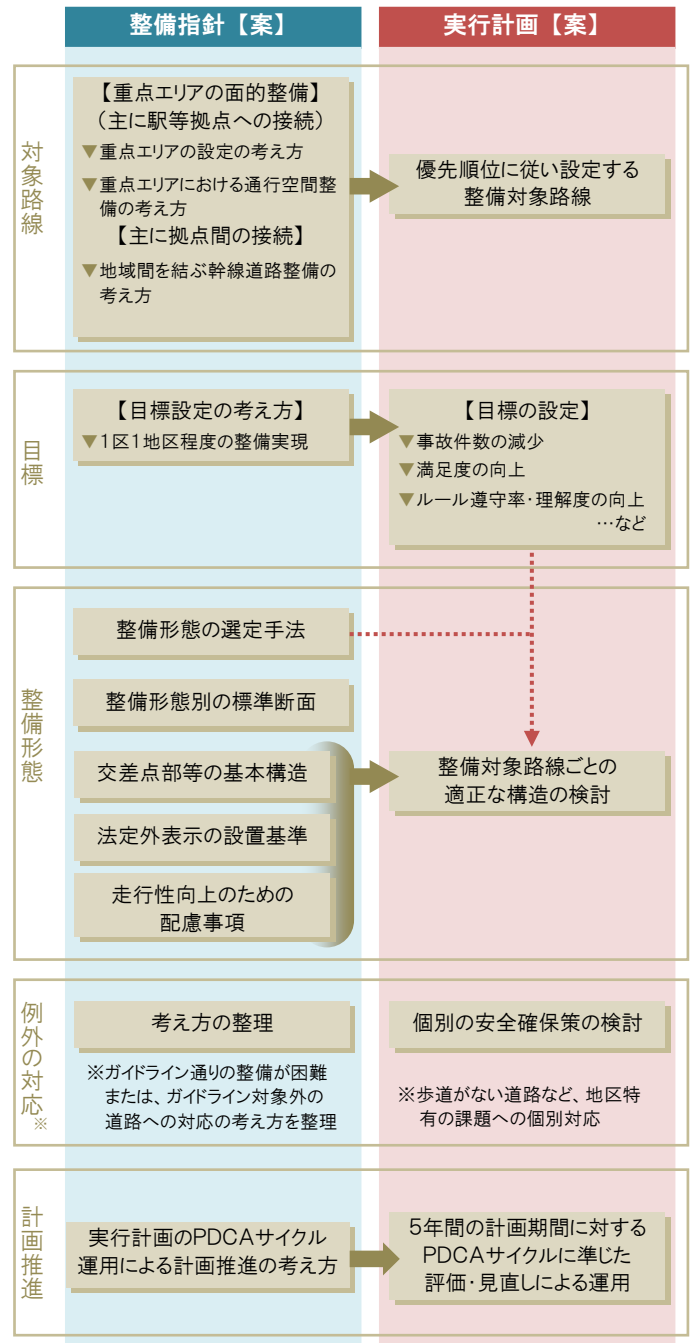 整備指針【案】
実行計画【案】
対象路線
【重点エリアの面的整備】
（主に駅等拠点への接続）
▼重点エリアの設定の考え方
▼重点エリアにおける通行空間整
備の考え方
【主に拠点間の接続】
▼地域間を結ぶ幹線道路整備の
考え方
優先順位に従い設定する
整備対象路線
目標
【目標設定の考え方】
▼1区1地区程度の整備実現
【目標の設定】
▼事故件数の減少
▼満足度の向上
▼ルール遵守率・理解度の向上
…など
整備形態
整備形態の選定手法
整備形態別の標準断面
交差点部等の基本構造
法定外表示の設置基準
走行性向上のための
配慮事項
整備対象路線ごとの
適正な構造の検討
例外の対応※
考え方の整理
※ガイドライン通りの整備が困難
または、ガイドライン対象外の
道路への対応の考え方を整理
個別の安全確保策の検討
※歩道がない道路など、地区特
有の課題への個別対応
計画推進
実行計画のPDCAサイクル
運用による計画推進の考え方
5年間の計画期間に対する
PDCAサイクルに準じた
評価・見直しによる運用